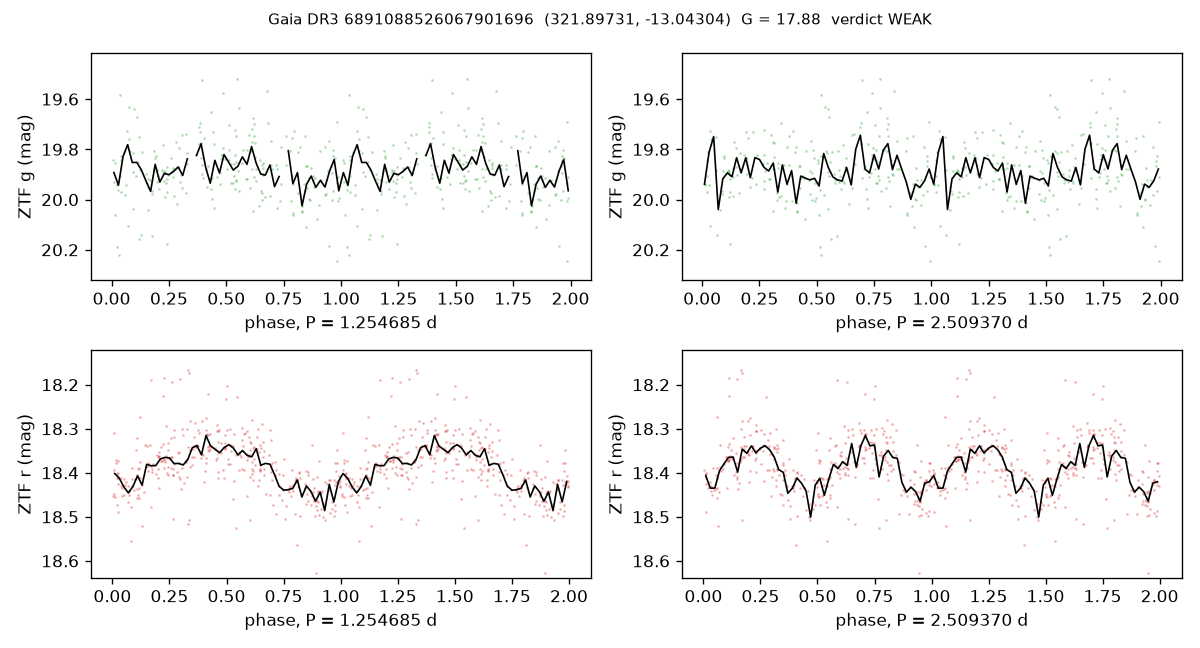 Gaia DR3 6891088526067901696  (321.89731, -13.04304)  G = 17.88  verdict WEAK
ZTF g (mag)
19.6
19.8
20.0
20.2
0.00 0.25 0.50 0.75 1.00 1.25 1.50 1.75 2.00
phase, P = 1.254685 d
ZTF g (mag)
19.6
19.8
20.0
20.2
0.00 0.25 0.50 0.75 1.00 1.25 1.50 1.75 2.00
phase, P = 2.509370 d
ZTF r (mag)
18.2
18.3
18.4
18.5
18.6
0.00 0.25 0.50 0.75 1.00 1.25 1.50 1.75 2.00
phase, P = 1.254685 d
ZTF r (mag)
18.2
18.3
18.4
18.5
18.6
0.00 0.25 0.50 0.75 1.00 1.25 1.50 1.75 2.00
phase, P = 2.509370 d